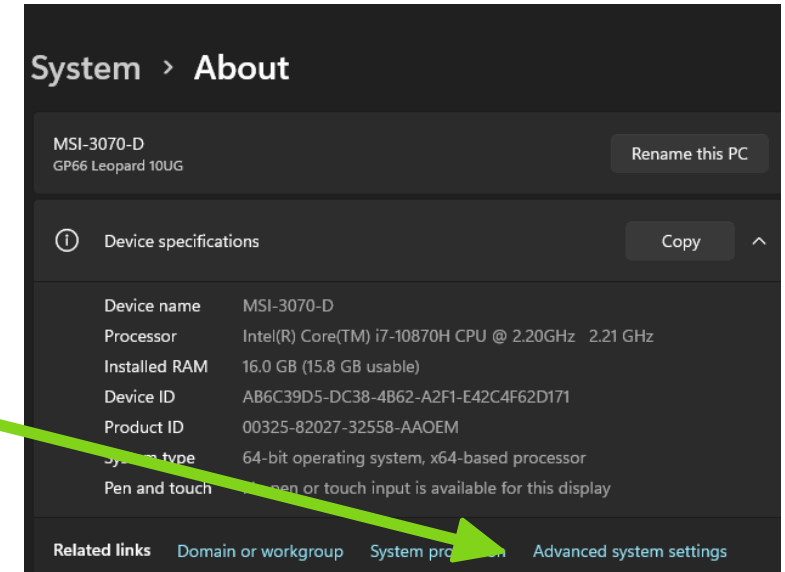 System > About
MSI-3070-D
GP66 Leopard 10UG
Rename this PC
Device specifications
Copy
Device name MSI-3070-D
Processor Intel(R) Core(TM) i7-10870H CPU @ 2.20GHz 2.21 GHz
Installed RAM 16.0 GB (15.8 GB usable)
Device ID AB6C39D5-DC38-4B62-A2F1-E42C4F62D171
Product ID 00325-82027-32558-AAOEM
System type 64-bit operating system, x64-based processor
Pen and touch pen or touch input is available for this display
Related links Domain or workgroup System Advanced system settings